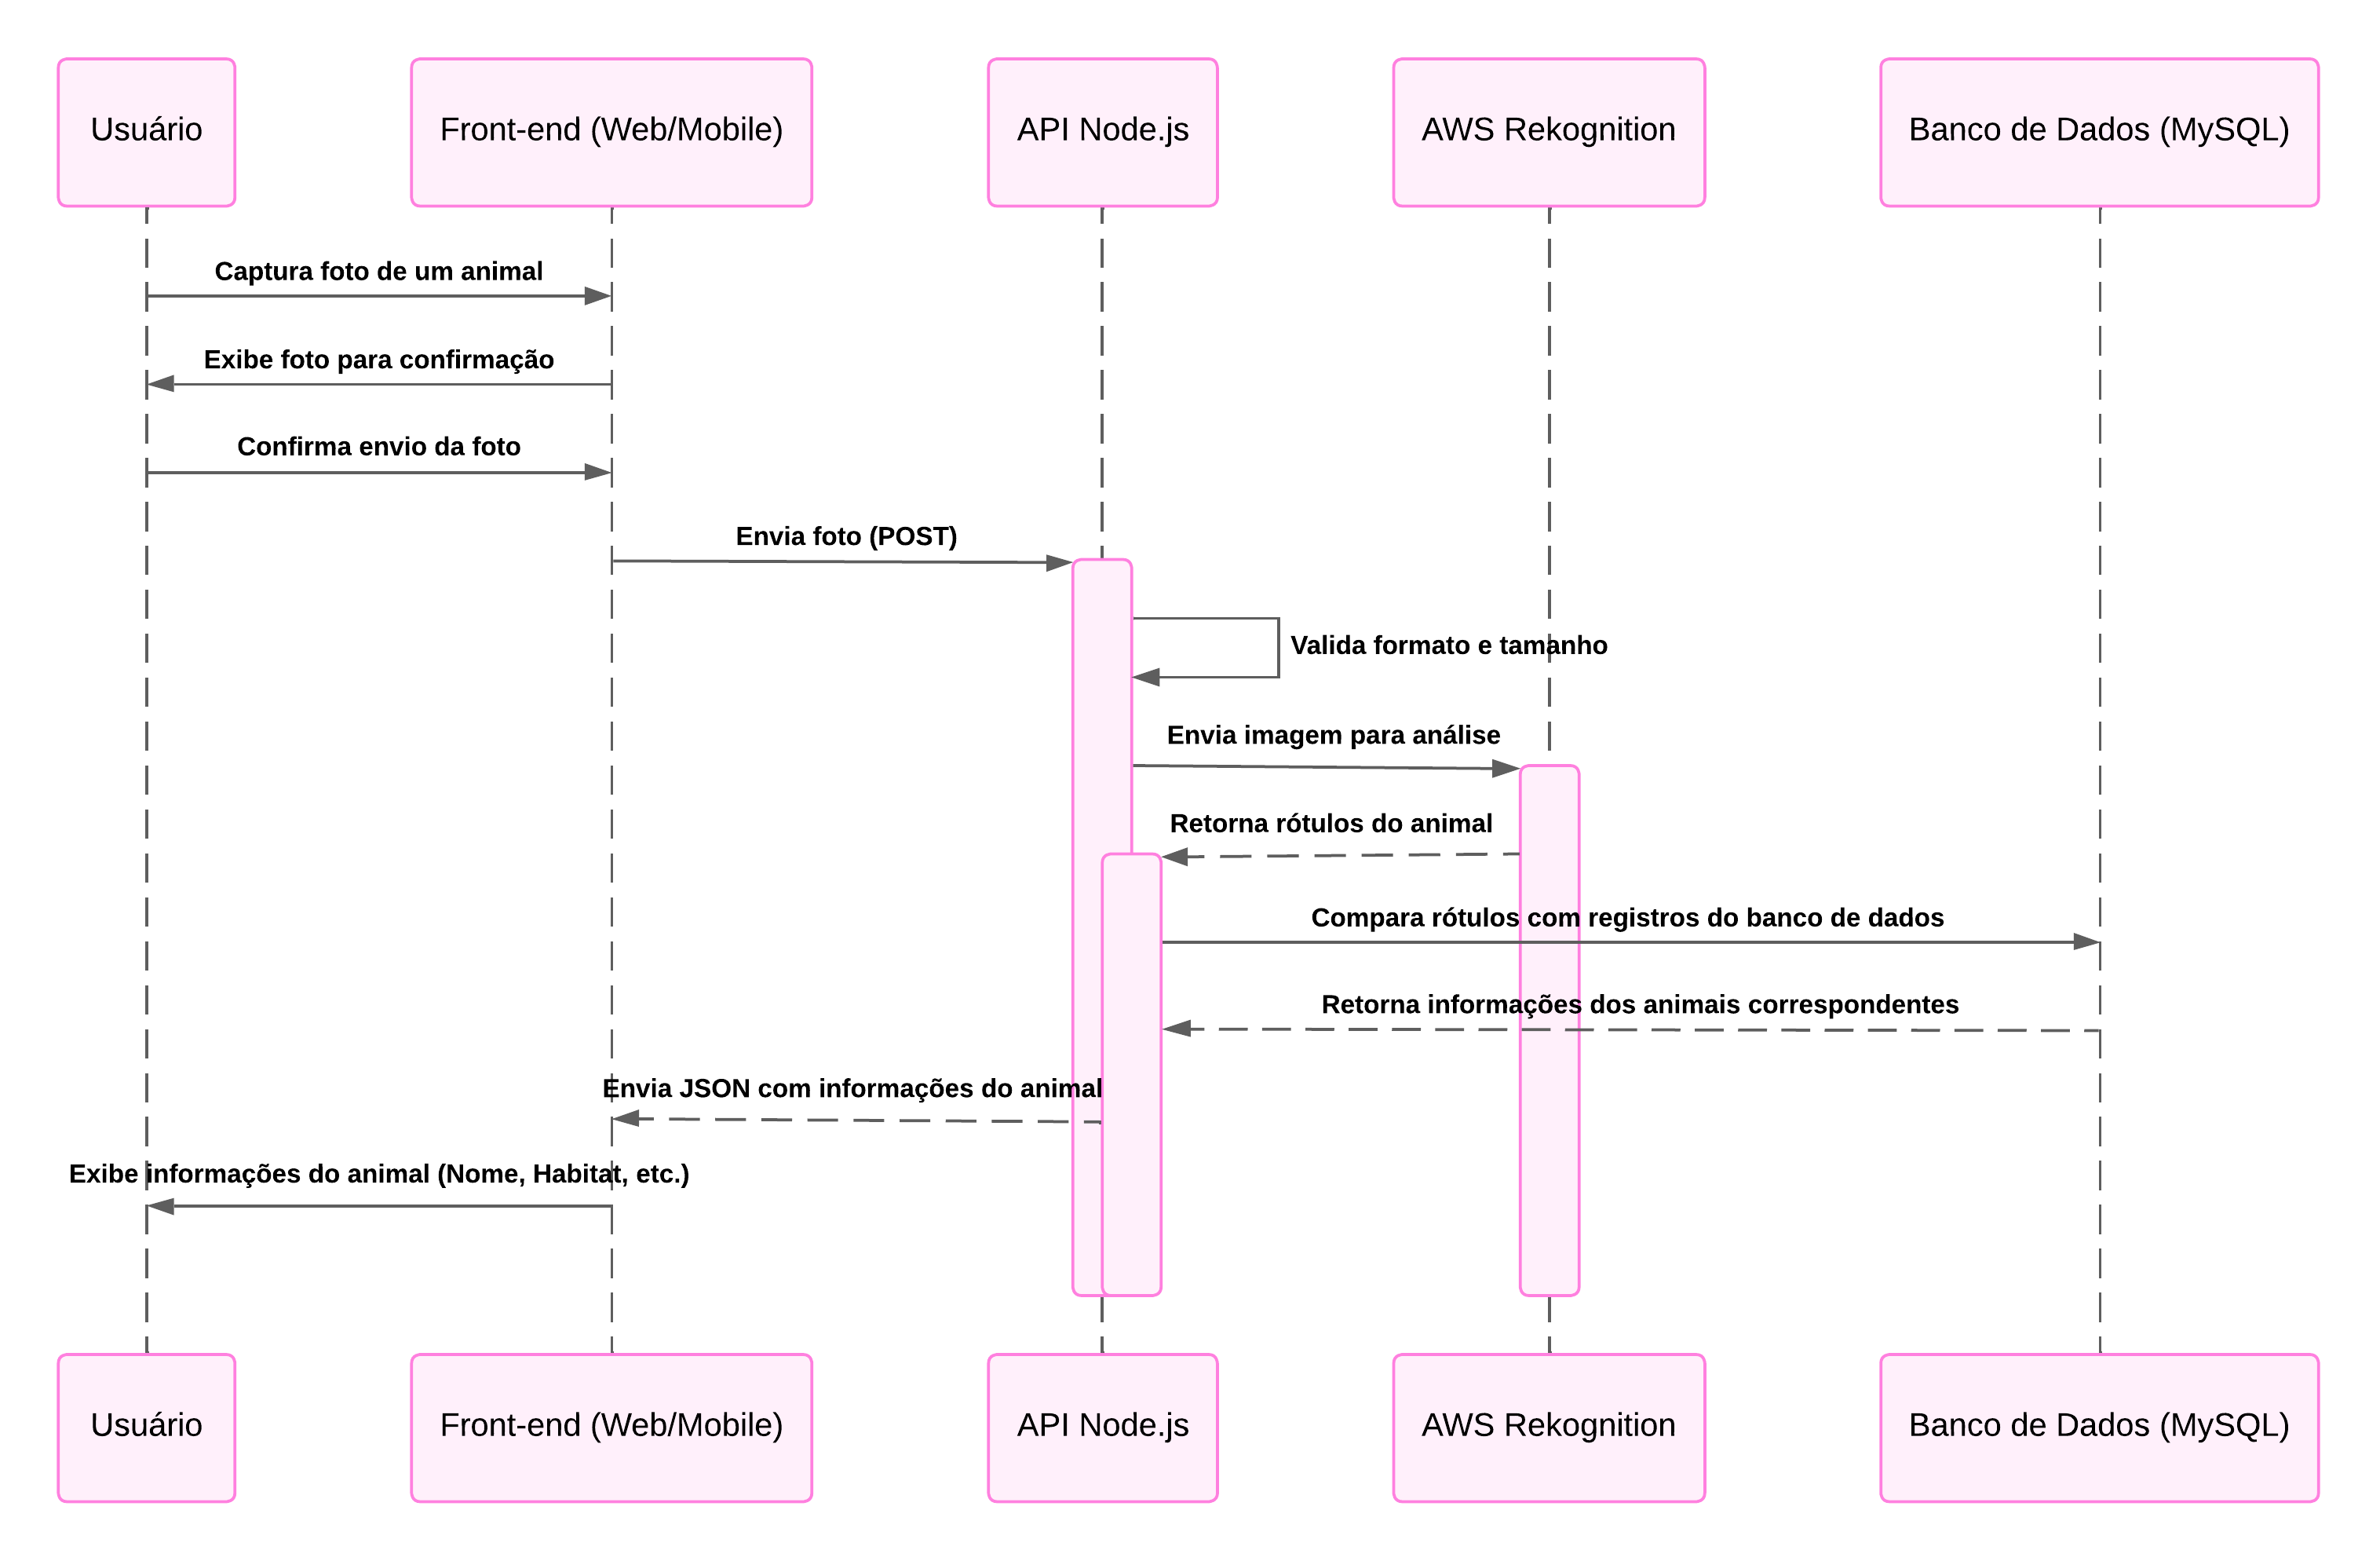 Usuário
Front-end (Web/Mobile)
API Node.js
AWS Rekognition
Banco de Dados (MySQL)
Captura foto de um animal
Exibe foto para confirmação
Confirma envio da foto
Envia foto (POST)
Valida formato e tamanho
Envia imagem para análise
Retorna rótulos do animal
Compara rótulos com registros do banco de dados
Retorna informações dos animais correspondentes
Envia JSON com informações do animal
Exibe informações do animal (Nome, Habitat, etc.)
Usuário
Front-end (Web/Mobile)
API Node.js
AWS Rekognition
Banco de Dados (MySQL)